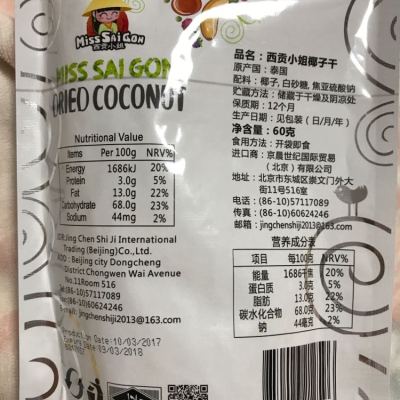 MISS SAIGON
西贡小姐
MISS SAIGON
DRIED COCONUT
Nutritional Value
Items Per 100g NRV%
Energy 1686kJ 20%
Protein 3.0g 5%
Fat 13.0g 22%
Carbohydrate 68.0g 23%
Sodium 44mg 2%
Jing Chen Shi Ji International
Trading (Beijing)Co.,Ltd.
ADD : Beijing city Dongcheng
District Chongwen Wai Avenue
No.11Room 516
Tel:(86-10)57117089
Fax:(86-10)60624246
E-mail: jingchenshiji2013@163.com
Production on Date: 10/03/2017
Expiry Date: 09/03/2018
品名：西贡小姐椰子干
原产国：泰国
配料：椰子, 白砂糖, 焦亚硫酸钠
贮藏方法：储藏于干燥及阴凉处
保质期：12个月
生产日期：见包装（日/月/年）
净含量：60克
食用方法：开袋即食
进口商：京晨世纪国际贸易
（北京）有限公司
地址：北京市东城区崇文门外大
街11号516室
电话：(86-10)57117089
传真：(86-10)60624246
邮箱：jingchenshiji2013@163.com
营养成分表
项目 每100克 NRV%
能量 1686千焦 20%
蛋白质 3.0克 5%
脂肪 13.0克 22%
碳水化合物 68.0克 23%
钠 44毫克 2%